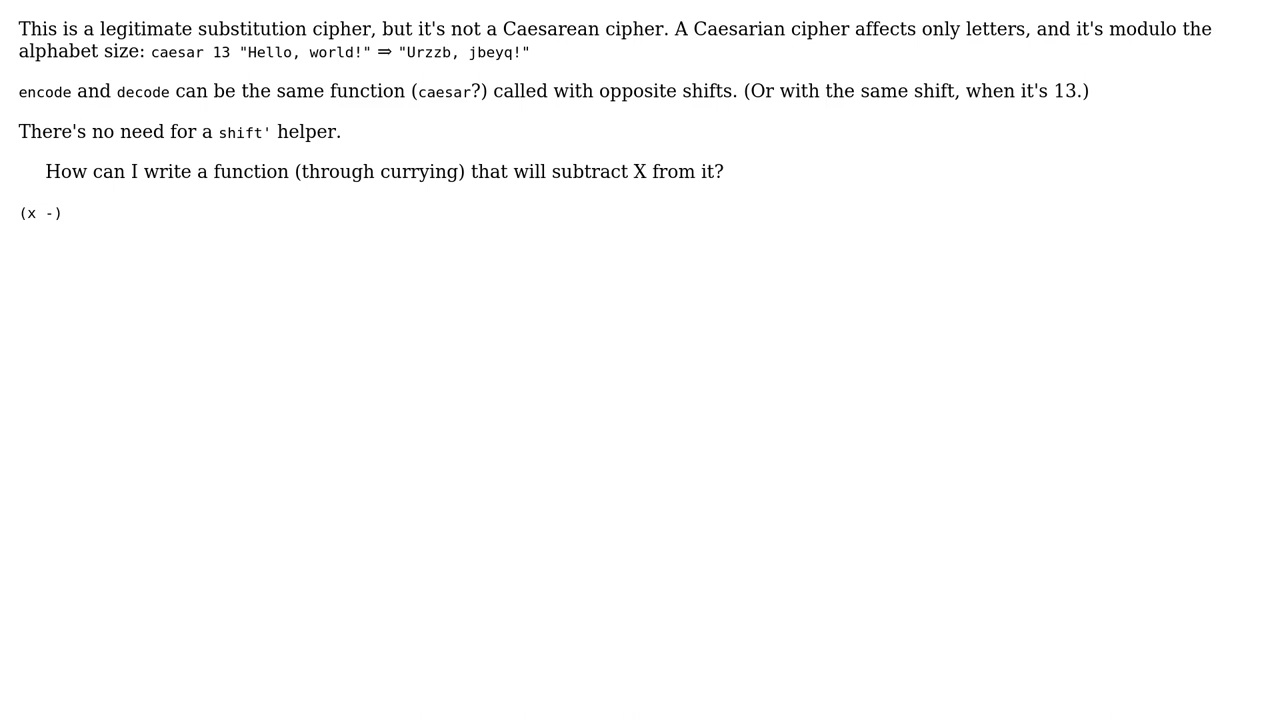 This is a legitimate substitution cipher, but it's not a Caesarean cipher. A Caesarian cipher affects only letters, and it's modulo the
alphabet size: caesar 13 "Hello, world!" ⇒ "Urzzb, jbeyq!"
encode and decode can be the same function (caesar?) called with opposite shifts. (Or with the same shift, when it's 13.)
There's no need for a shift' helper.
How can I write a function (through currying) that will subtract X from it?
(x -)